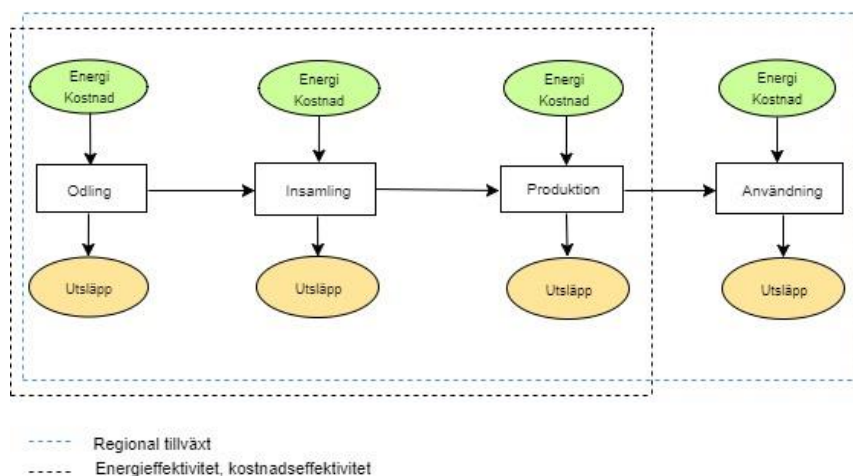 Energi
Kostnad
Energi
Kostnad
Energi
Kostnad
Energi
Kostnad
Odling
Insamling
Produktion
Användning
Utsläpp
Utsläpp
Utsläpp
Utsläpp
Regional tillväxt
Energieffektivitet, kostnadseffektivitet